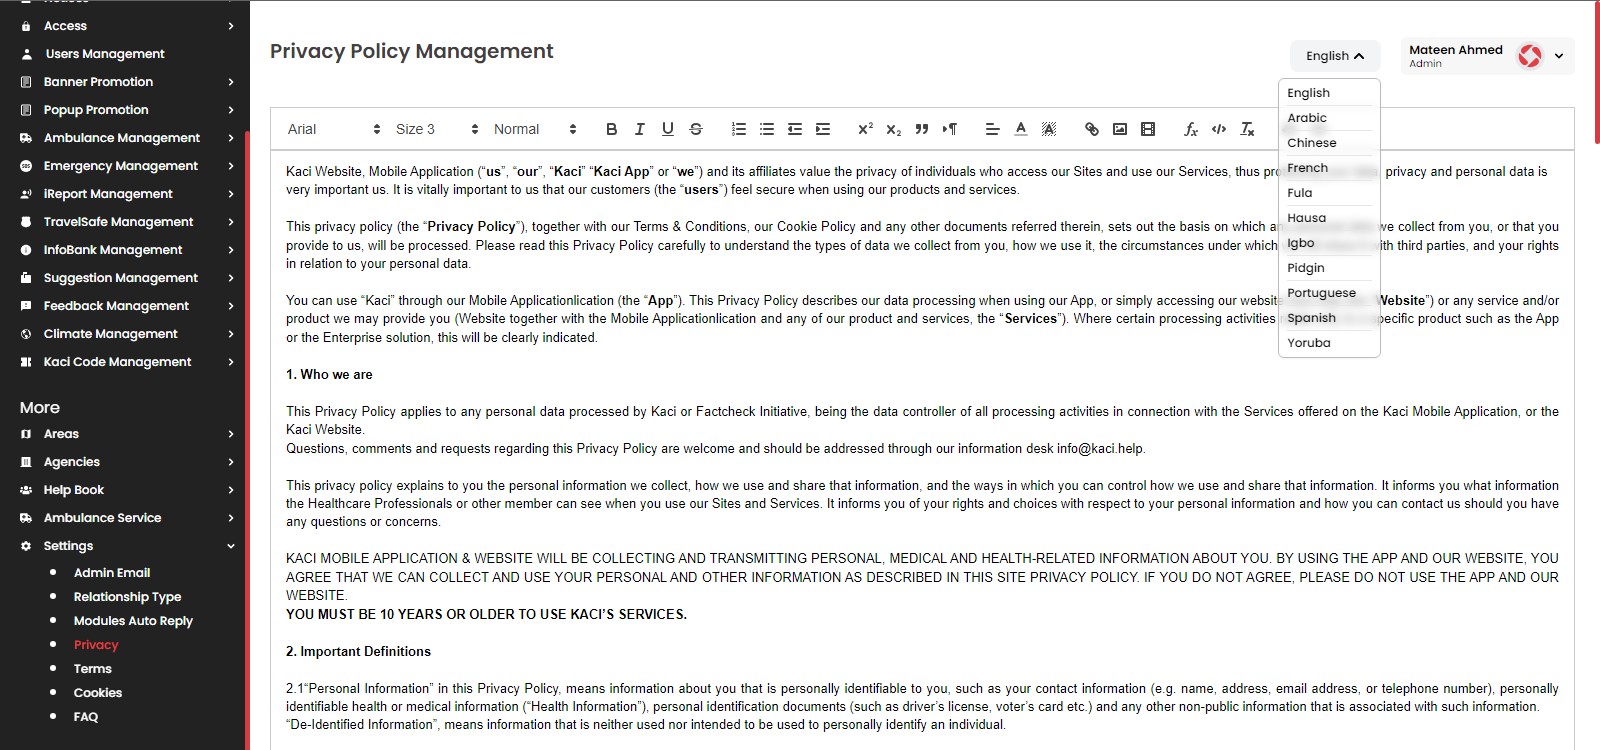 Access
Users Management
Banner Promotion
Popup Promotion
Ambulance Management
Emergency Management
iReport Management
TravelSafe Management
InfoBank Management
Suggestion Management
Feedback Management
Climate Management
Kaci Code Management
More
Areas
Agencies
Help Book
Ambulance Service
Settings
Admin Email
Relationship Type
Modules Auto Reply
Privacy
Terms
Cookies
FAQ
Privacy Policy Management
English
Mateen Ahmed
Admin
English
Arabic
Chinese
French
Fula
Hausa
Igbo
Pidgin
Portuguese
Spanish
Yoruba
Arial Size 3 Normal
Kaci Website, Mobile Application (“us”, “our”, “Kaci” “Kaci App” or “we”) and its affiliates value the privacy of individuals who access our Sites and use our Services, thus privacy and personal data is
very important us. It is vitally important to us that our customers (the “users”) feel secure when using our products and services.
This privacy policy (the “Privacy Policy”), together with our Terms & Conditions, our Cookie Policy and any other documents referred therein, sets out the basis on which we collect from you, or that you
provide to us, will be processed. Please read this Privacy Policy carefully to understand the types of data we collect from you, how we use it, the circumstances under which with third parties, and your rights
in relation to your personal data.
You can use “Kaci” through our Mobile Applicationlication (the “App”). This Privacy Policy describes our data processing when using our App, or simply accessing our website Website”) or any service and/or
product we may provide you (Website together with the Mobile Applicationlication and any of our product and services, the “Services”). Where certain processing activities specific product such as the App
or the Enterprise solution, this will be clearly indicated.
1. Who we are
This Privacy Policy applies to any personal data processed by Kaci or Factcheck Initiative, being the data controller of all processing activities in connection with the Services offered on the Kaci Mobile Application, or the
Kaci Website.
Questions, comments and requests regarding this Privacy Policy are welcome and should be addressed through our information desk info@kaci.help.
This privacy policy explains to you the personal information we collect, how we use and share that information, and the ways in which you can control how we use and share that information. It informs you what information
the Healthcare Professionals or other member can see when you use our Sites and Services. It informs you of your rights and choices with respect to your personal information and how you can contact us should you have
any questions or concerns.
KACI MOBILE APPLICATION & WEBSITE WILL BE COLLECTING AND TRANSMITTING PERSONAL, MEDICAL AND HEALTH-RELATED INFORMATION ABOUT YOU. BY USING THE APP AND OUR WEBSITE, YOU
AGREE THAT WE CAN COLLECT AND USE YOUR PERSONAL AND OTHER INFORMATION AS DESCRIBED IN THIS SITE PRIVACY POLICY. IF YOU DO NOT AGREE, PLEASE DO NOT USE THE APP AND OUR
WEBSITE.
YOU MUST BE 10 YEARS OR OLDER TO USE KACI’S SERVICES.
2. Important Definitions
2.1“Personal Information” in this Privacy Policy, means information about you that is personally identifiable to you, such as your contact information (e.g. name, address, email address, or telephone number), personally
identifiable health or medical information (“Health Information”), personal identification documents (such as driver’s license, voter’s card etc.) and any other non-public information that is associated with such information.
“De-Identified Information”, means information that is neither used nor intended to be used to personally identify an individual.